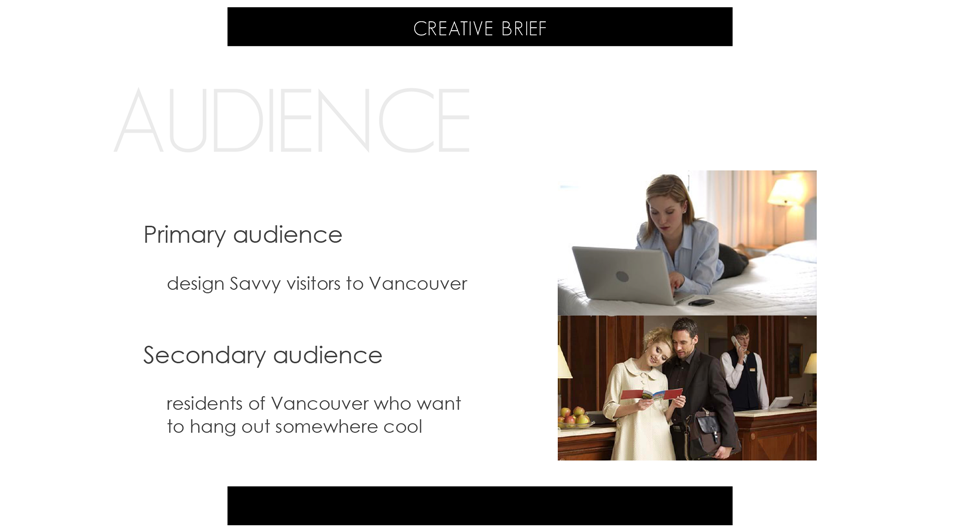 CREATIVE BRIEF
AUDIENCE
Primary audience
design Savvy visitors to Vancouver
Secondary audience
residents of Vancouver who want
to hang out somewhere cool